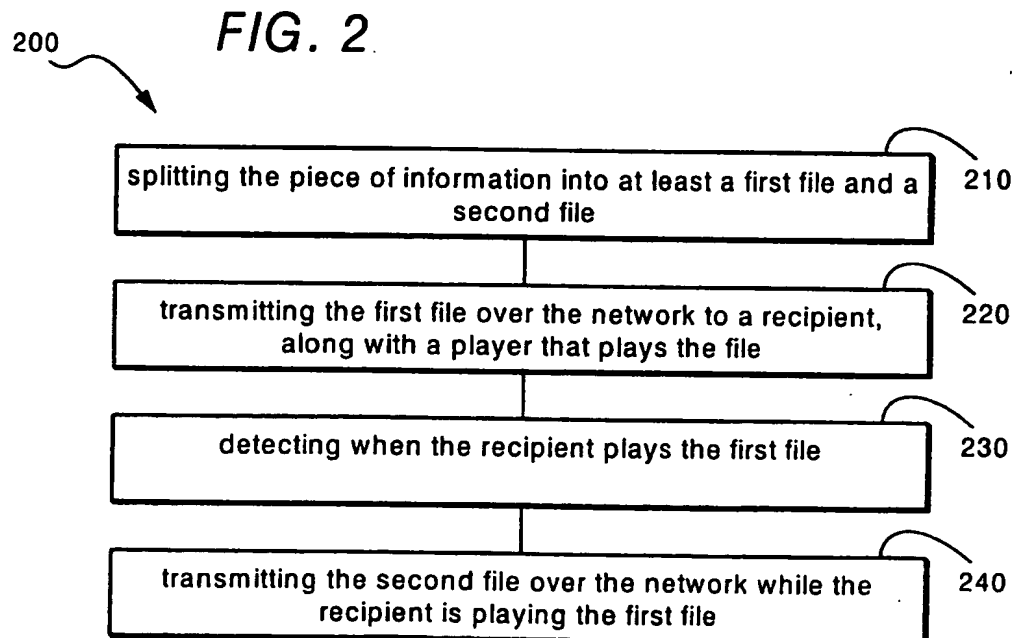 FIG. 2
200
splitting the piece of information into at least a first file and a
second file
210
transmitting the first file over the network to a recipient,
along with a player that plays the file
220
detecting when the recipient plays the first file
230
transmitting the second file over the network while the
recipient is playing the first file
240